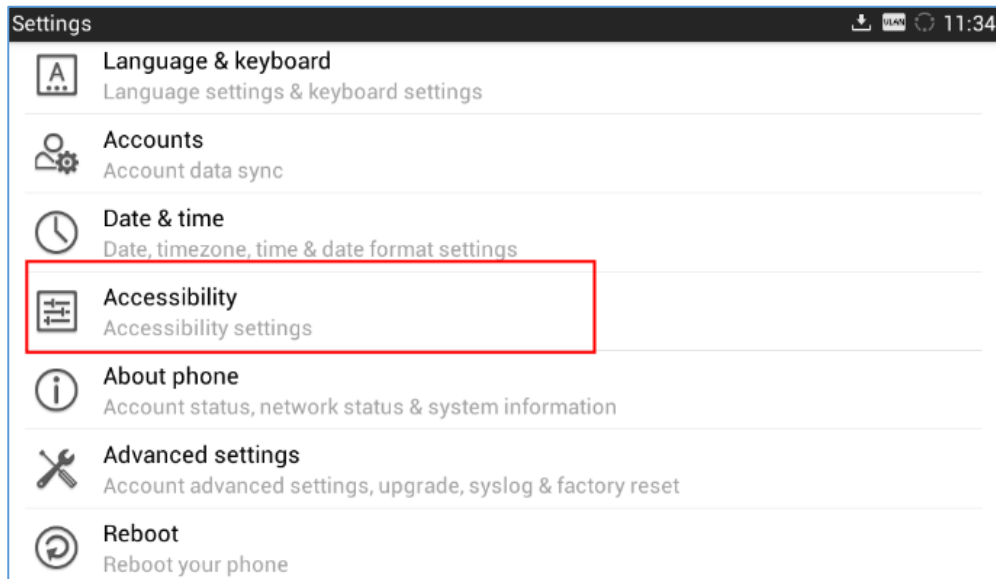 Settings
VLAN
11:34
A
Language & keyboard
Language settings & keyboard settings
Accounts
Account data sync
Date & time
Date, timezone, time & date format settings
Accessibility
Accessibility settings
About phone
Account status, network status & system information
Advanced settings
Account advanced settings, upgrade, syslog & factory reset
Reboot
Reboot your phone